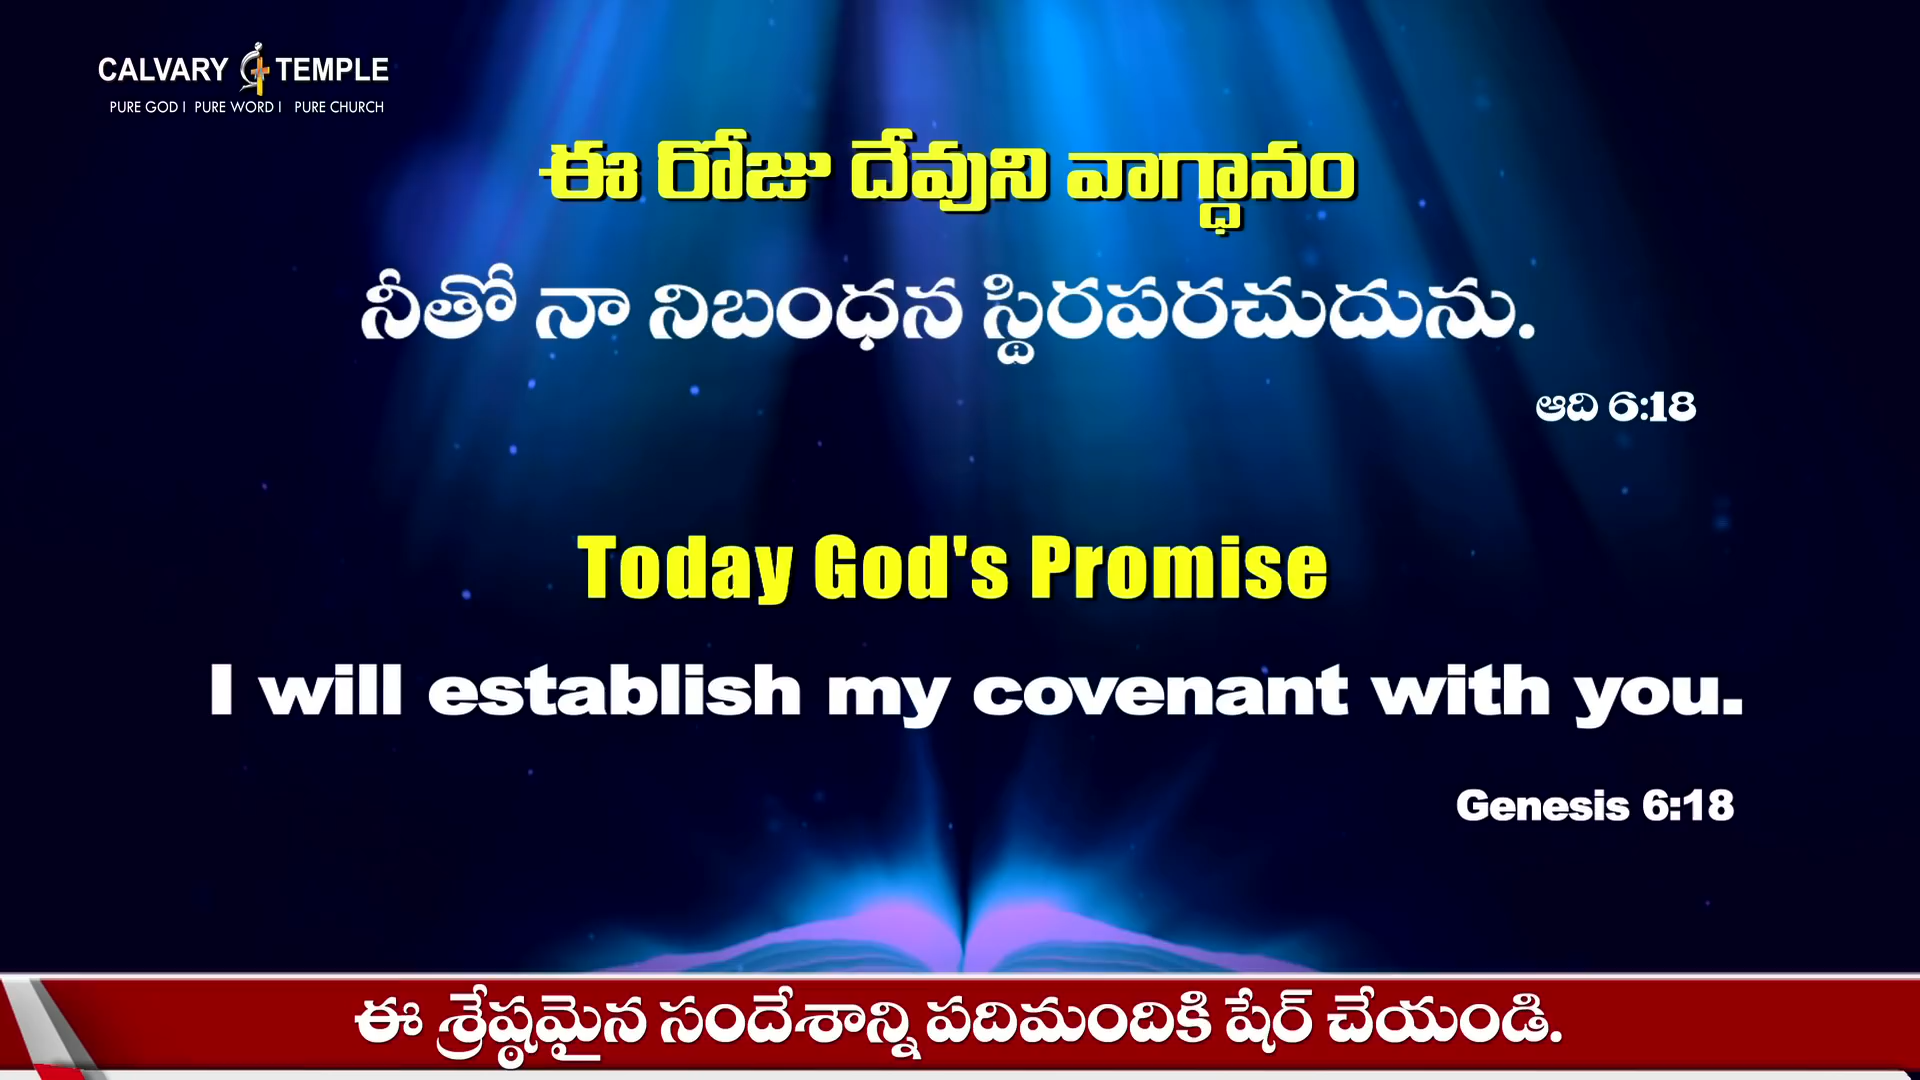 CALVARY TEMPLE
PURE GOD I PURE WORD I PURE CHURCH
ఈ రోజు దేవుని వాగ్ధానం
నీతో నా నిబంధన స్థిరపరచుదును.
ఆది 6:18
Today God's Promise
I will establish my covenant with you.
Genesis 6:18
ఈ శ్రేష్ఠమైన సందేశాన్ని పదిమందికి షేర్ చేయండి.